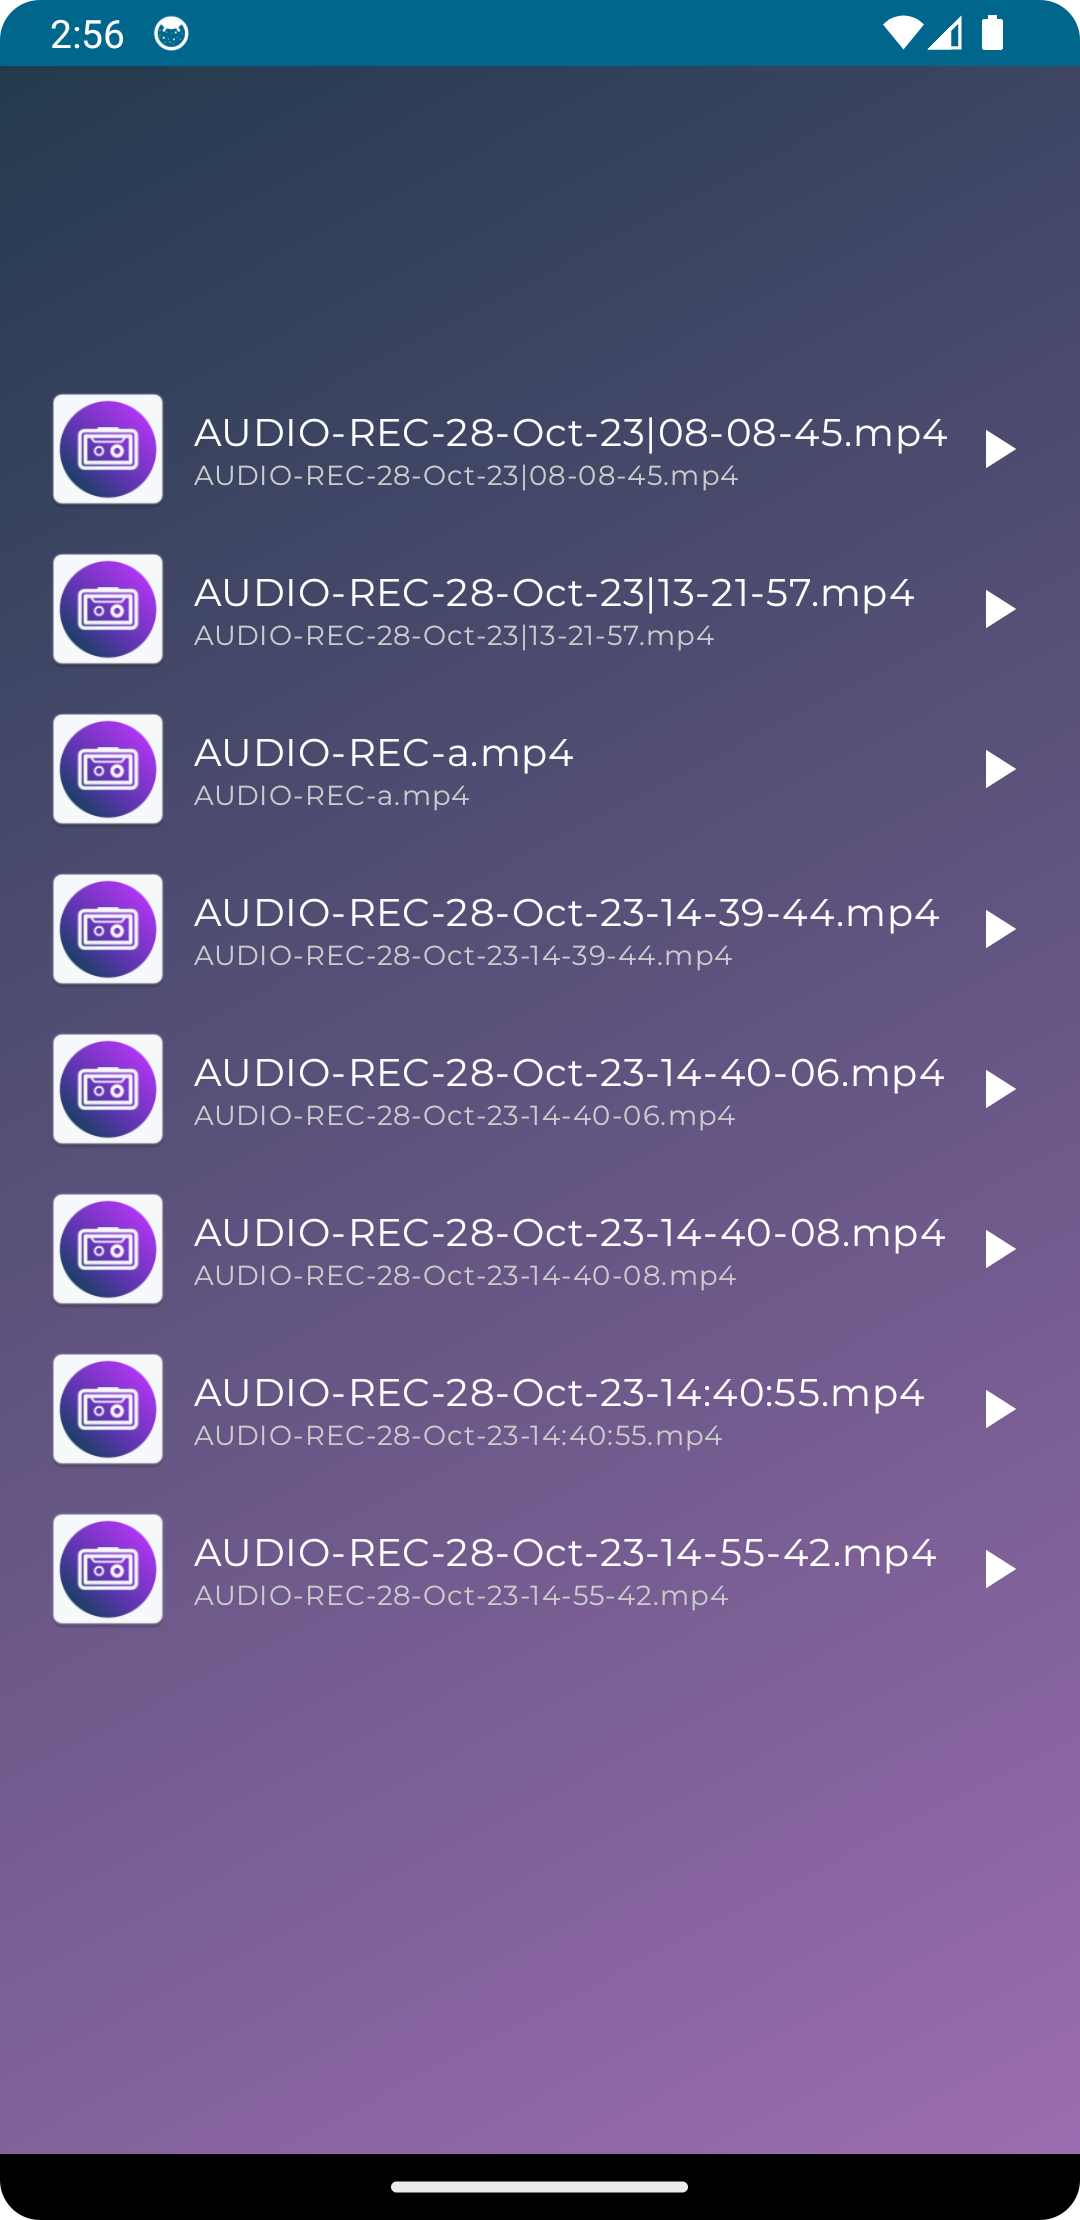 2:56
AUDIO-REC-28-Oct-23|08-08-45.mp4
AUDIO-REC-28-Oct-23|08-08-45.mp4
AUDIO-REC-28-Oct-23|13-21-57.mp4
AUDIO-REC-28-Oct-23|13-21-57.mp4
AUDIO-REC-a.mp4
AUDIO-REC-a.mp4
AUDIO-REC-28-Oct-23-14-39-44.mp4
AUDIO-REC-28-Oct-23-14-39-44.mp4
AUDIO-REC-28-Oct-23-14-40-06.mp4
AUDIO-REC-28-Oct-23-14-40-06.mp4
AUDIO-REC-28-Oct-23-14-40-08.mp4
AUDIO-REC-28-Oct-23-14-40-08.mp4
AUDIO-REC-28-Oct-23-14:40:55.mp4
AUDIO-REC-28-Oct-23-14:40:55.mp4
AUDIO-REC-28-Oct-23-14-55-42.mp4
AUDIO-REC-28-Oct-23-14-55-42.mp4